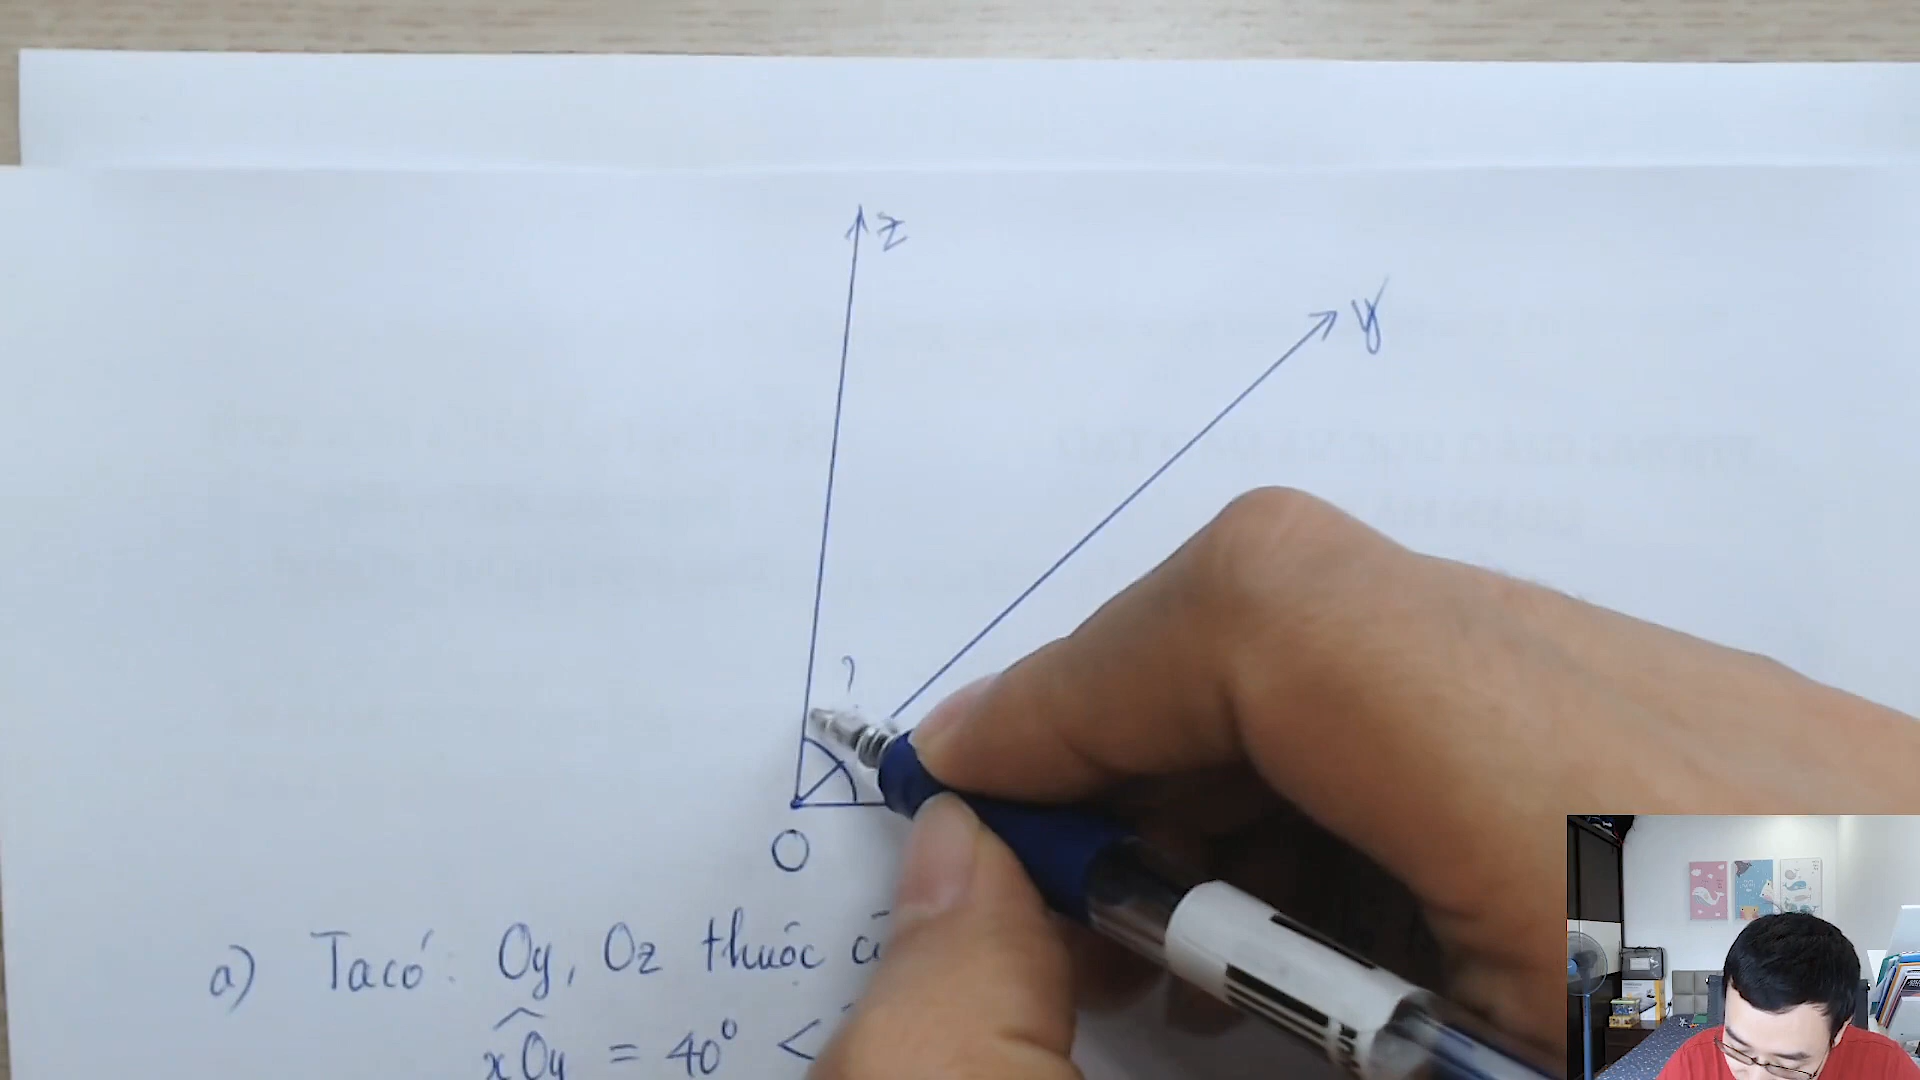 z
y
?
O
a) Ta có: Oy, Oz thuộc
xOy = 40° <